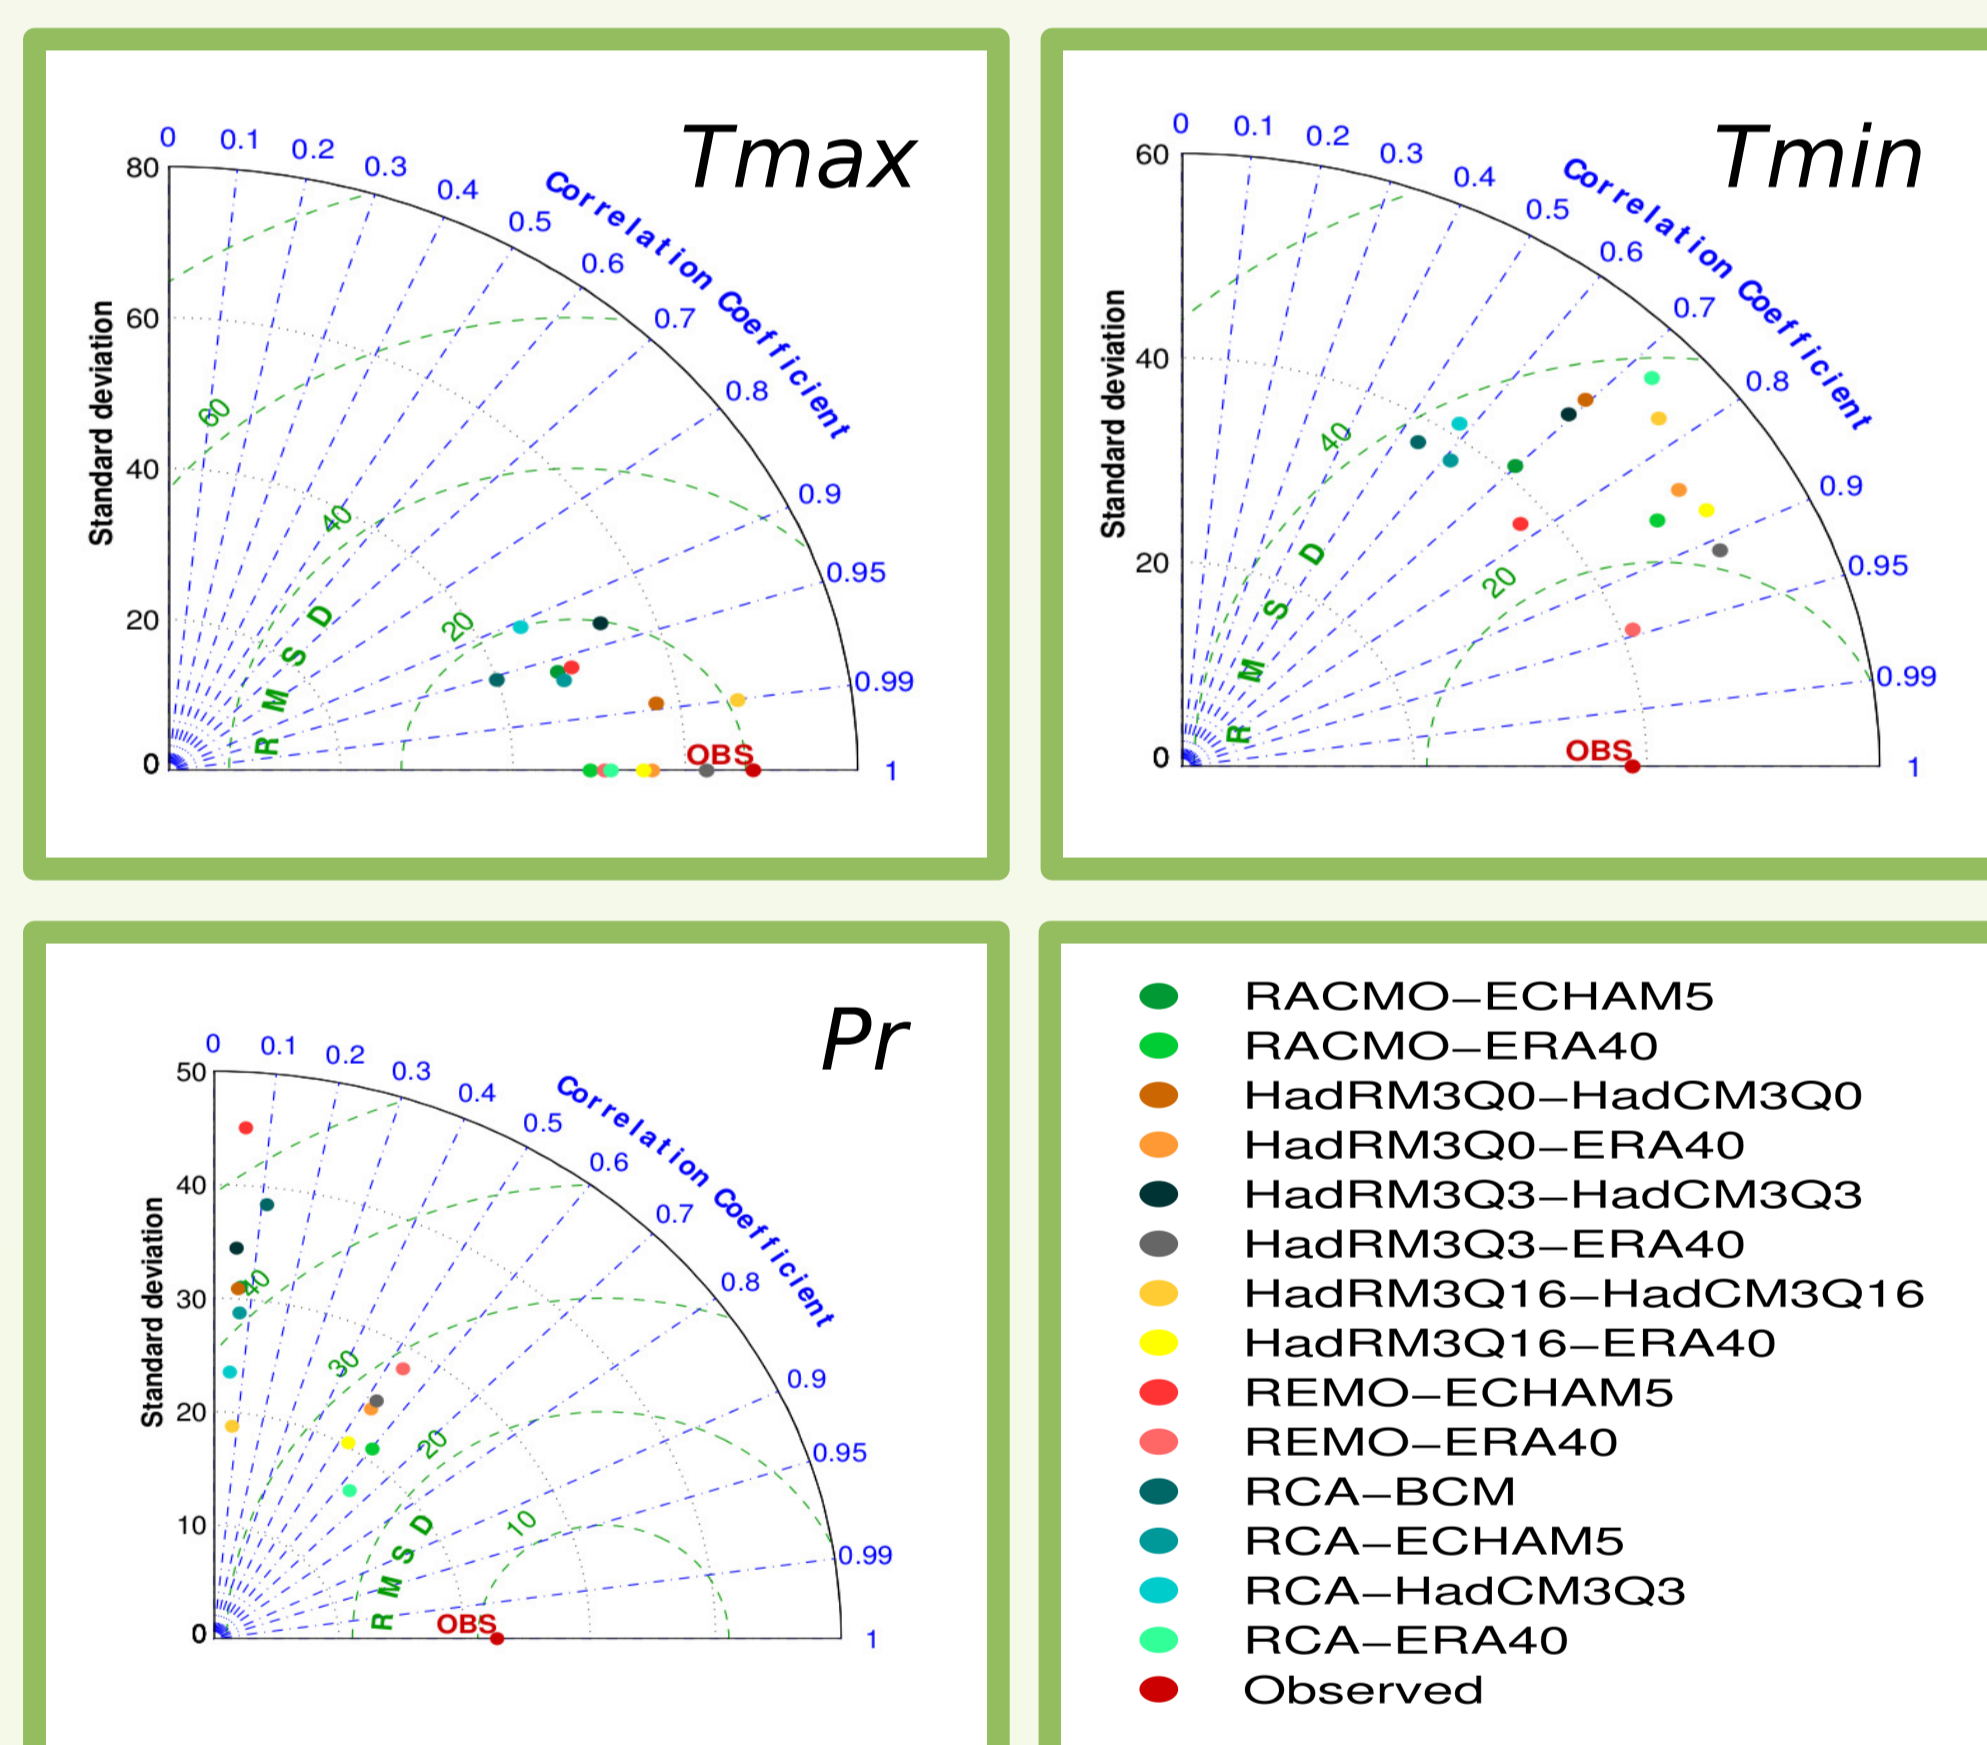 Tmax
0 0.1 0.2 0.3 0.4 0.5 0.6 0.7 0.8 0.9 0.95 0.99 1
Correlation Coefficient
Standard deviation
80
60
40
20
0
60
40
20
RMSD
OBS
Tmin
0 0.1 0.2 0.3 0.4 0.5 0.6 0.7 0.8 0.9 0.95 0.99 1
Correlation Coefficient
Standard deviation
60
40
20
0
40
20
RMSD
OBS
Pr
0 0.1 0.2 0.3 0.4 0.5 0.6 0.7 0.8 0.9 0.95 0.99 1
Correlation Coefficient
Standard deviation
50
40
30
20
10
0
40
30
20
10
RMSD
OBS
RACMO–ECHAM5
RACMO–ERA40
HadRM3Q0–HadCM3Q0
HadRM3Q0–ERA40
HadRM3Q3–HadCM3Q3
HadRM3Q3–ERA40
HadRM3Q16–HadCM3Q16
HadRM3Q16–ERA40
REMO–ECHAM5
REMO–ERA40
RCA–BCM
RCA–ECHAM5
RCA–HadCM3Q3
RCA–ERA40
Observed